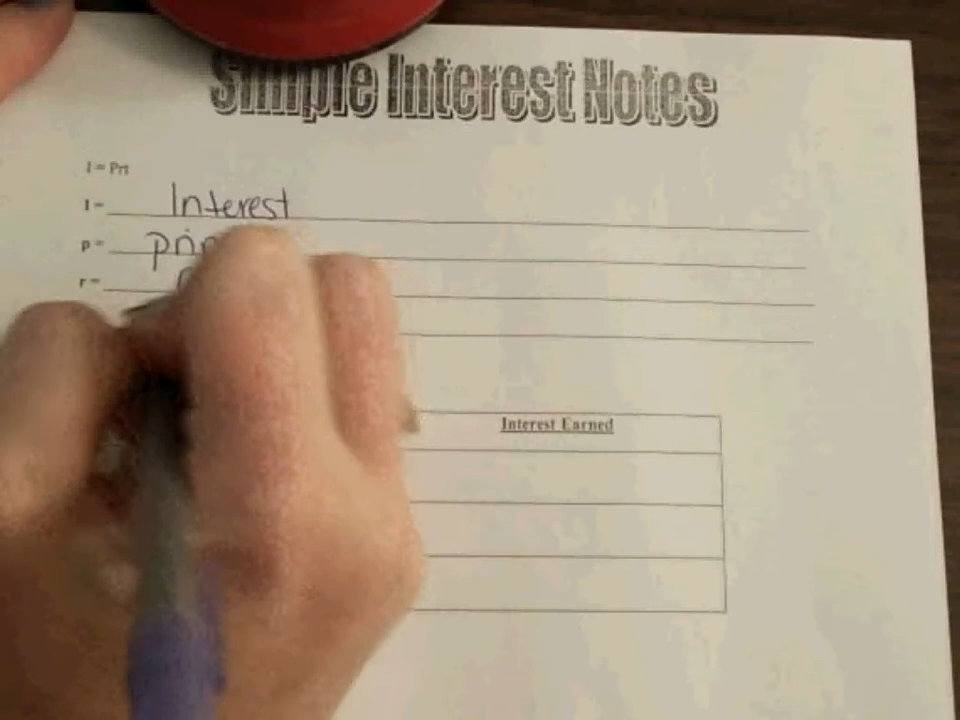 Simple Interest Notes
I = Prt
I = Interest
p =
r =
Interest Earned